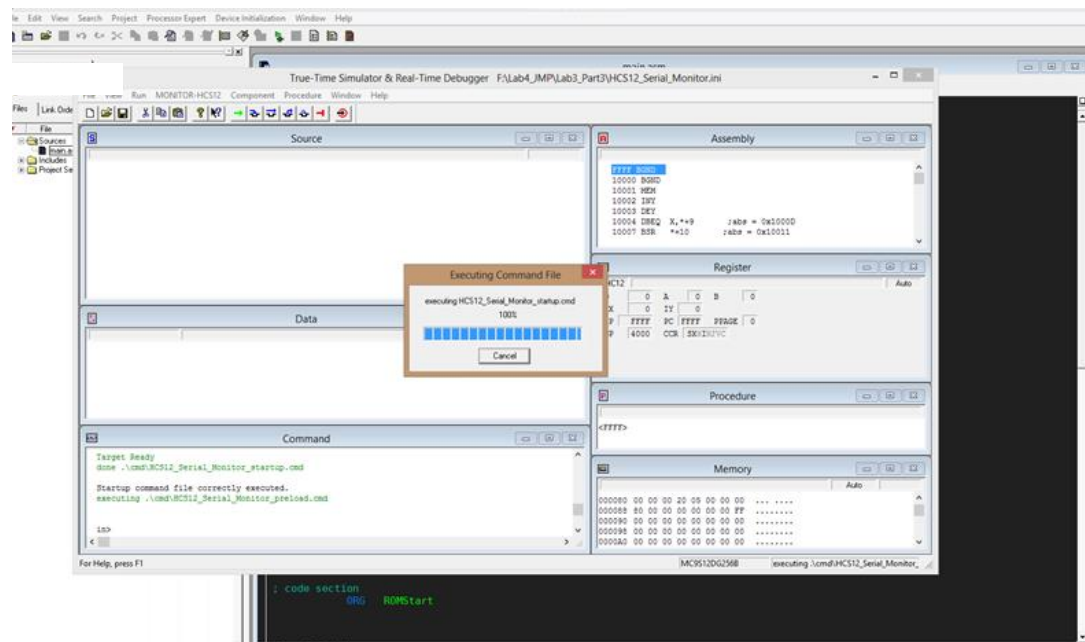 Edit View Search Project Processor Expert Device Initialization Window Help
main.asm
True-Time Simulator & Real-Time Debugger F:\Lab4_JMP\Lab3_Part3\HCS12_Serial_Monitor.ini
File View Run MONITOR-HCS12 Component Procedure Window Help
Files Link Orde
Sources
main.a
Includes
Project Se
Source
Assembly
FFFF BGND
10000 BGND
10001 MEM
10002 INY
10003 DEY
10004 DBEQ X,*+9 ;abs = 0x1000D
10007 BSR *+10 ;abs = 0x10011
Executing Command File
executing HCS12_Serial_Monitor_startup.cmd
100%
Cancel
Register
HC12 Auto
0 A 0 B 0
X 0 IY 0
P FFFF PC FFFF PPAGE 0
P 4000 CCR SXHINZVC
Data
Procedure
<FFFF>
Command
Target Ready
done .\cmd\HCS12_Serial_Monitor_startup.cmd
Startup command file correctly executed.
executing .\cmd\HCS12_Serial_Monitor_preload.cmd
in>
Memory
Auto
000080 00 00 00 20 05 00 00 00 ... ....
000088 80 00 00 00 00 00 00 FF ........
000090 00 00 00 00 00 00 00 00 ........
000098 00 00 00 00 00 00 00 00 ........
0000A0 00 00 00 00 00 00 00 00 ........
For Help, press F1
MC9S12DG256B
executing .\cmd\HCS12_Serial_Monitor_
; code section
ORG ROMStart